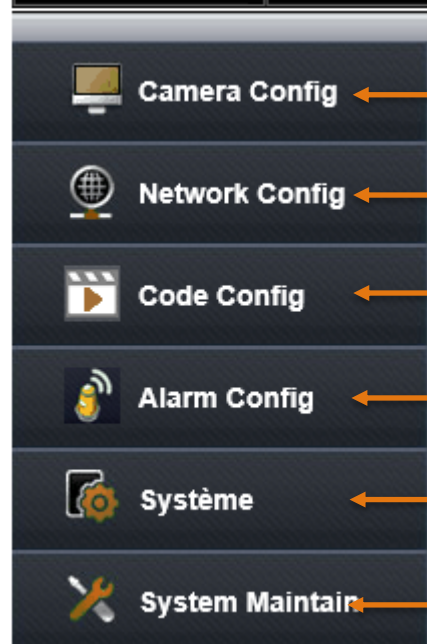 Camera Config
Network Config
Code Config
Alarm Config
Système
System Maintain